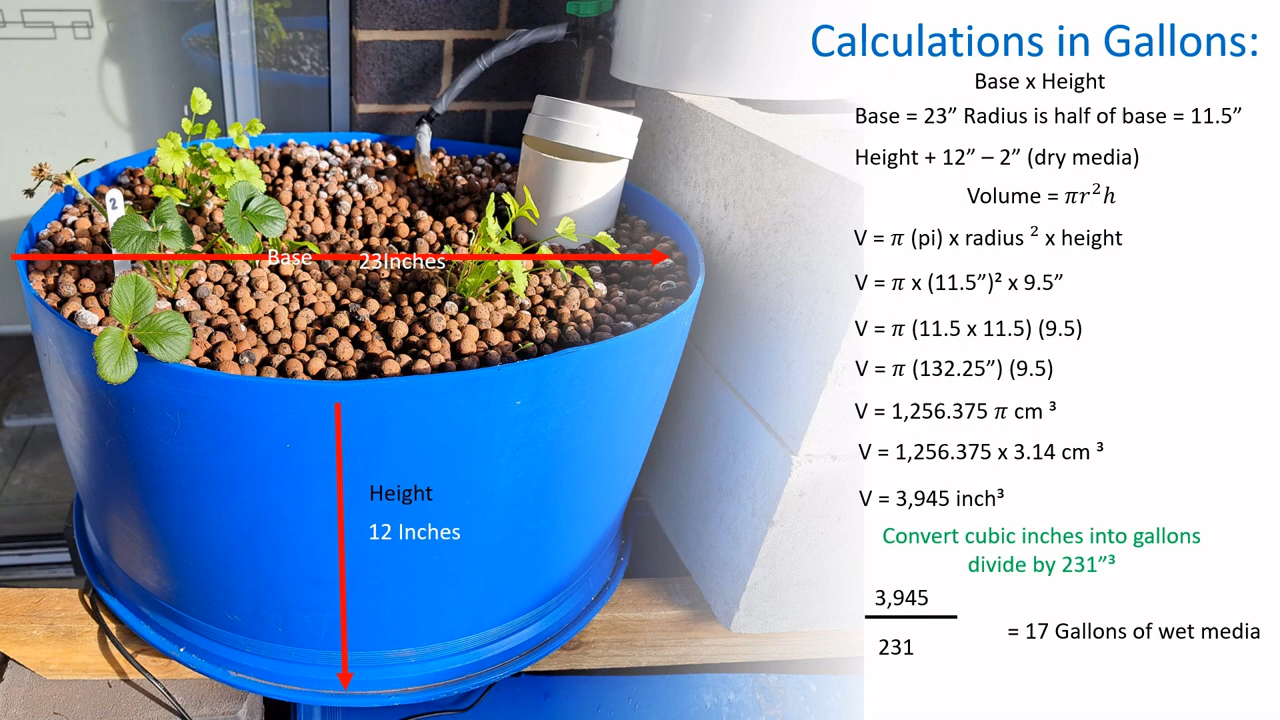 Calculations in Gallons:
Base x Height
Base = 23” Radius is half of base = 11.5”
Height + 12” – 2” (dry media)
Volume = 𝜋𝑟²ℎ
V = 𝜋 (pi) x radius ² x height
V = 𝜋 x (11.5”)² x 9.5”
V = 𝜋 (11.5 x 11.5) (9.5)
V = 𝜋 (132.25”) (9.5)
V = 1,256.375 𝜋 cm ³
V = 1,256.375 x 3.14 cm ³
V = 3,945 inch³
Convert cubic inches into gallons
divide by 231”³
3,945
231
= 17 Gallons of wet media
2
Base 23Inches
Height
12 Inches